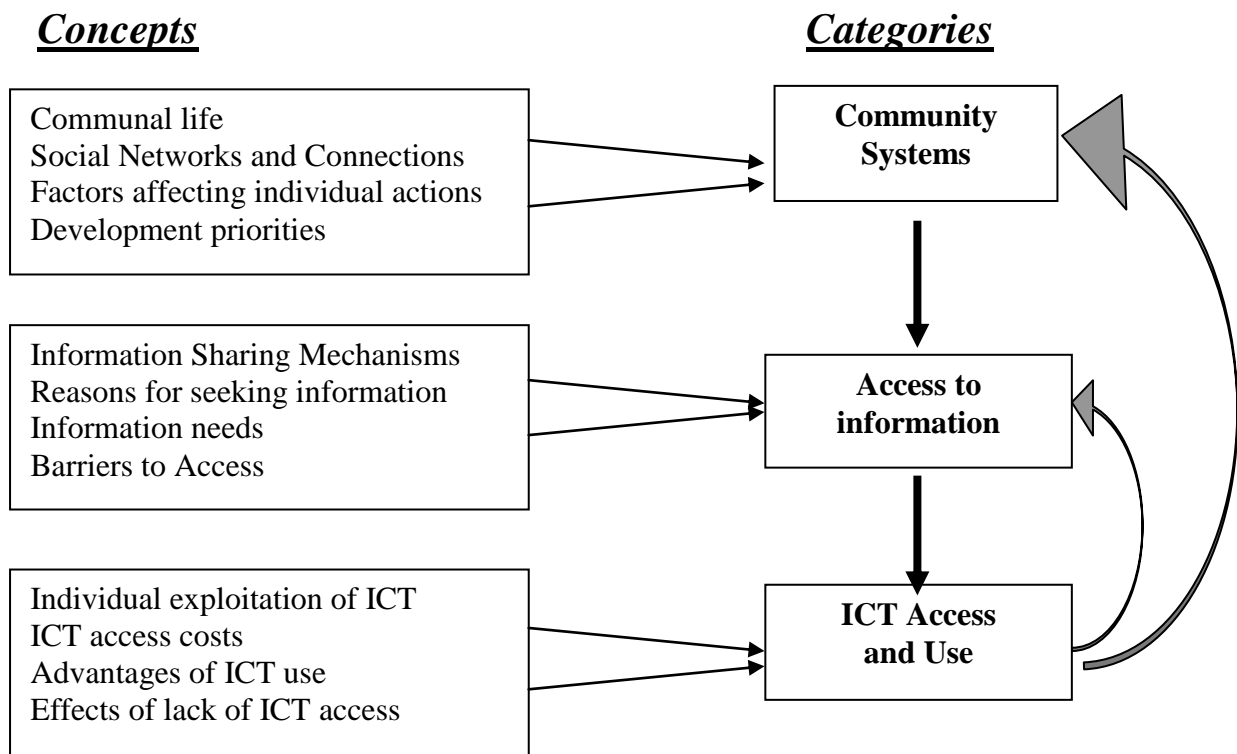 Concepts
Categories
Communal life
Social Networks and Connections
Factors affecting individual actions
Development priorities
Community
Systems
Information Sharing Mechanisms
Reasons for seeking information
Information needs
Barriers to Access
Access to
information
Individual exploitation of ICT
ICT access costs
Advantages of ICT use
Effects of lack of ICT access
ICT Access
and Use